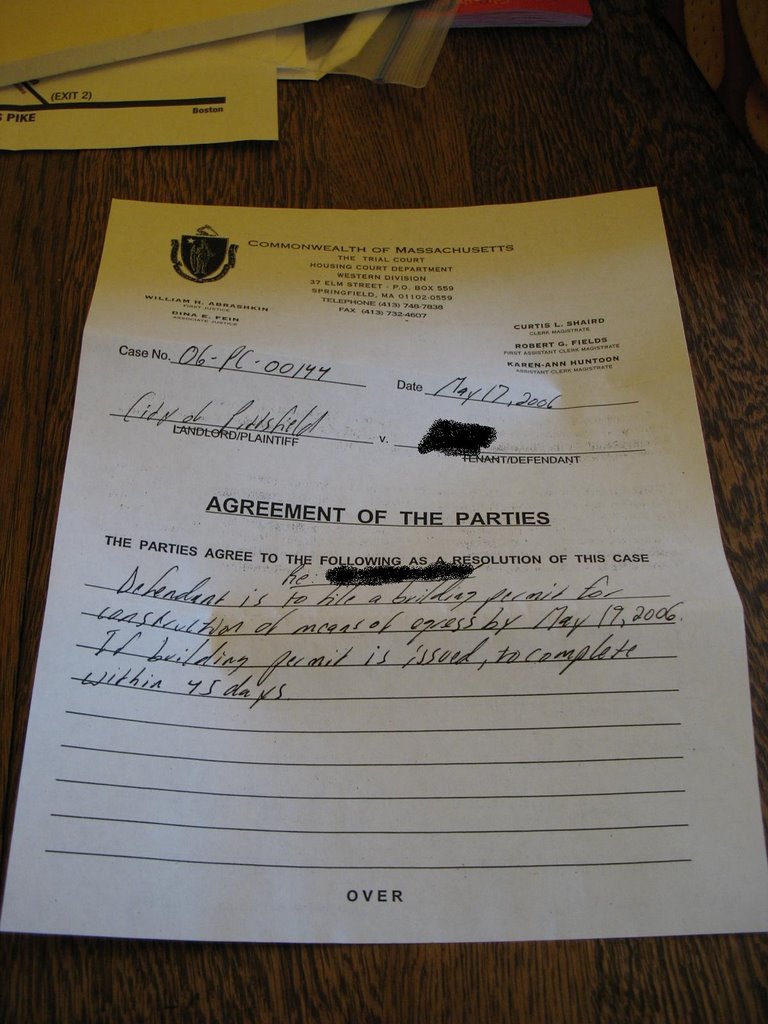 (EXIT 2)
Boston
S PIKE
COMMONWEALTH OF MASSACHUSETTS
THE TRIAL COURT
HOUSING COURT DEPARTMENT
WESTERN DIVISION
37 ELM STREET - P.O. BOX 559
SPRINGFIELD, MA 01102-0559
TELEPHONE (413) 748-7838
FAX (413) 732-4607
WILLIAM H. ABRASHKIN
FIRST JUSTICE
DINA E. FEIN
ASSOCIATE JUSTICE
CURTIS L. SHAIRD
CLERK MAGISTRATE
ROBERT G. FIELDS
FIRST ASSISTANT CLERK MAGISTRATE
KAREN-ANN HUNTOON
ASSISTANT CLERK MAGISTRATE
Case No. 06-PC-00144 Date May 17, 2006
City of Pittsfield v.
LANDLORD/PLAINTIFF TENANT/DEFENDANT
AGREEMENT OF THE PARTIES
THE PARTIES AGREE TO THE FOLLOWING AS A RESOLUTION OF THIS CASE
Re:
Defendant is to file a building permit for
construction of means of egress by May 19, 2006.
If building permit is issued, to complete
within 45 days.
OVER